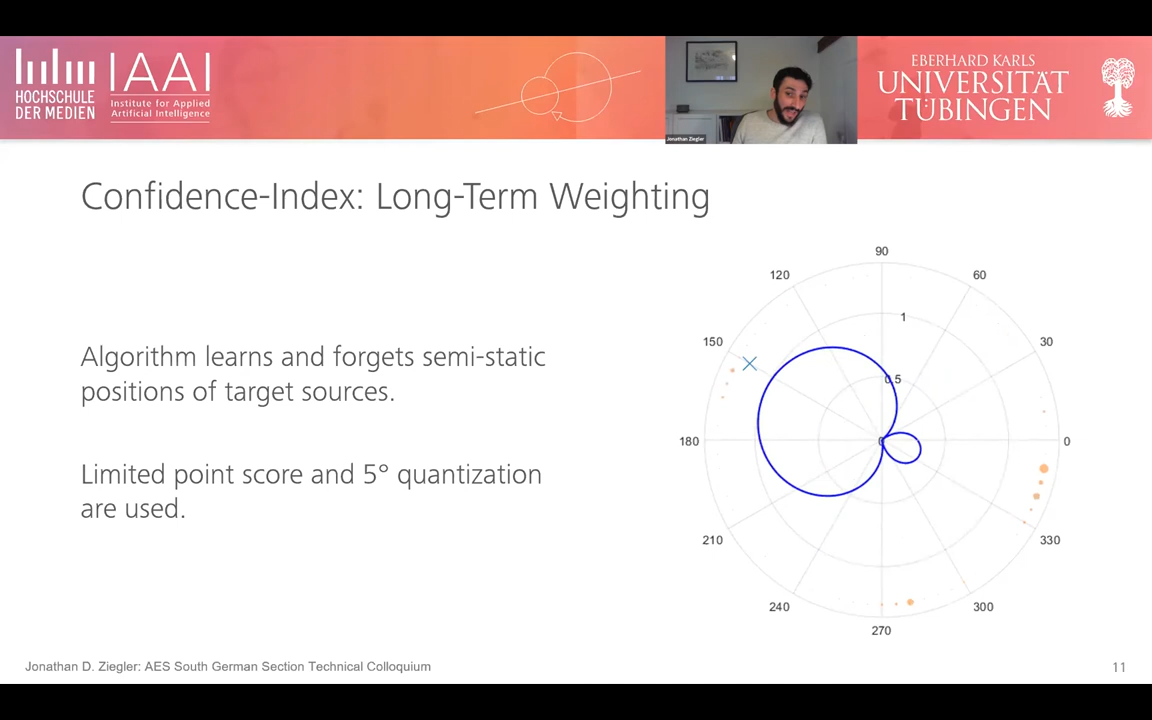 HOCHSCHULE
DER MEDIEN
IAAI
Institute for Applied
Artificial Intelligence
Jonathan Ziegler
EBERHARD KARLS
UNIVERSITÄT
TÜBINGEN
Confidence-Index: Long-Term Weighting
Algorithm learns and forgets semi-static
positions of target sources.
Limited point score and 5° quantization
are used.
90
120
60
1
150
30
0.5
180
0
0
210
330
240
300
270
Jonathan D. Ziegler: AES South German Section Technical Colloquium
11